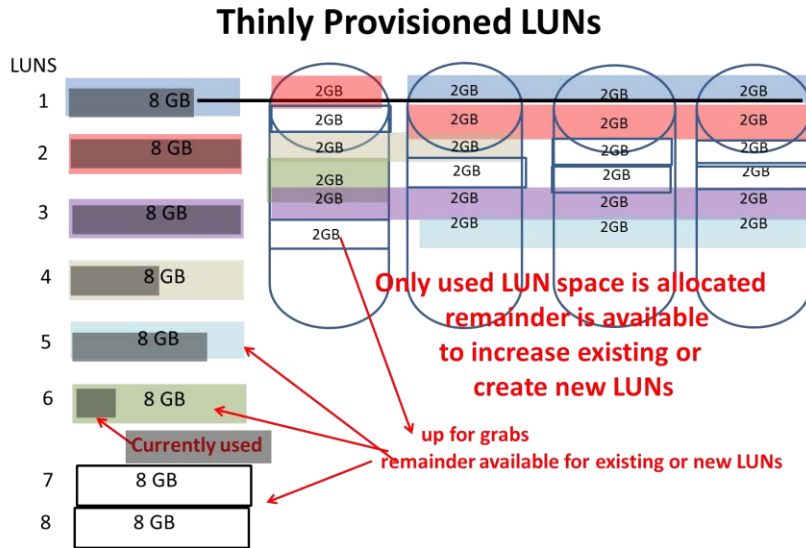 Thinly Provisioned LUNs
LUNS
1 8 GB 2GB 2GB 2GB 2GB
2GB 2GB 2GB 2GB
2 8 GB 2GB 2GB 2GB 2GB
2GB 2GB 2GB 2GB
3 8 GB 2GB 2GB 2GB 2GB
2GB 2GB 2GB 2GB
4 8 GB
Only used LUN space is allocated
remainder is available
to increase existing or
create new LUNs
5 8 GB
6 8 GB
Currently used
up for grabs
remainder available for existing or new LUNs
7 8 GB
8 8 GB